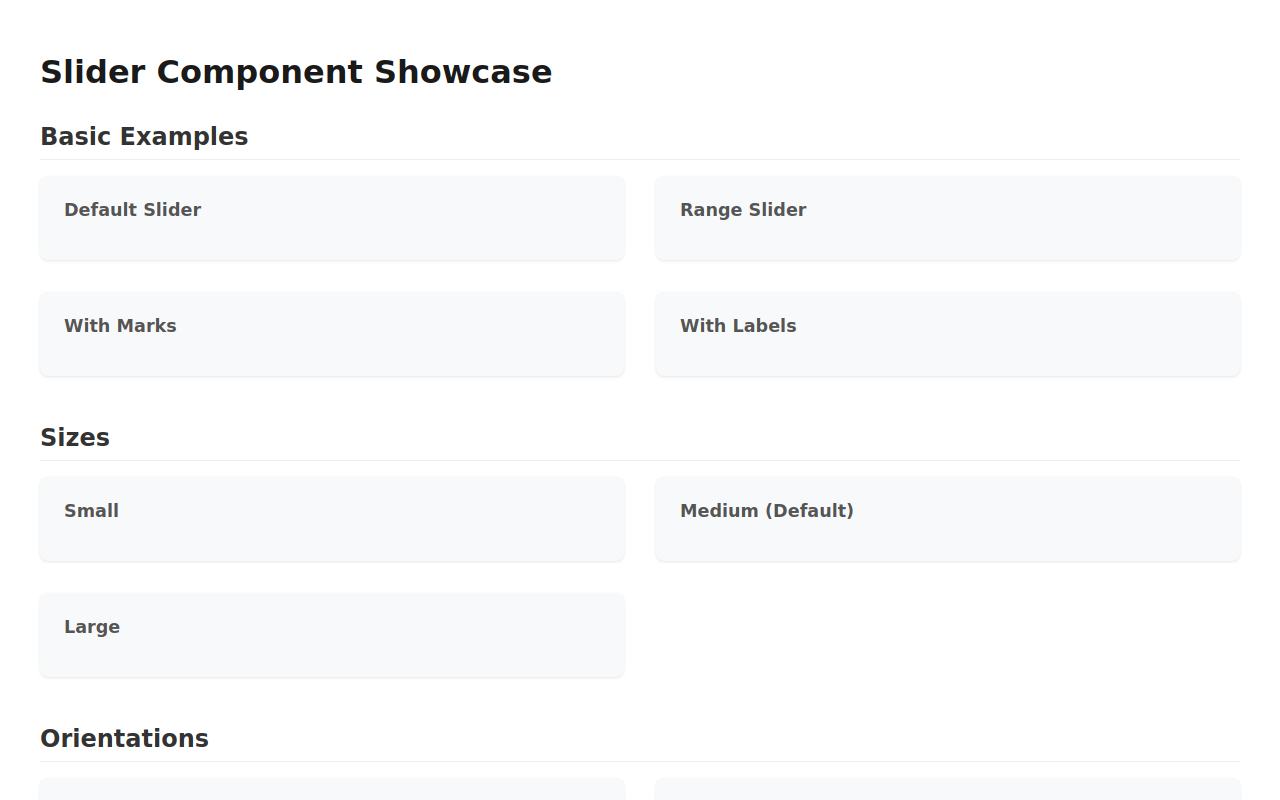 Slider Component Showcase
Basic Examples
Default Slider
Range Slider
With Marks
With Labels
Sizes
Small
Medium (Default)
Large
Orientations